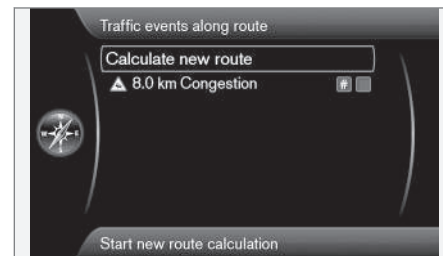 Traffic events along route
Calculate new route
8.0 km Congestion #
Start new route calculation